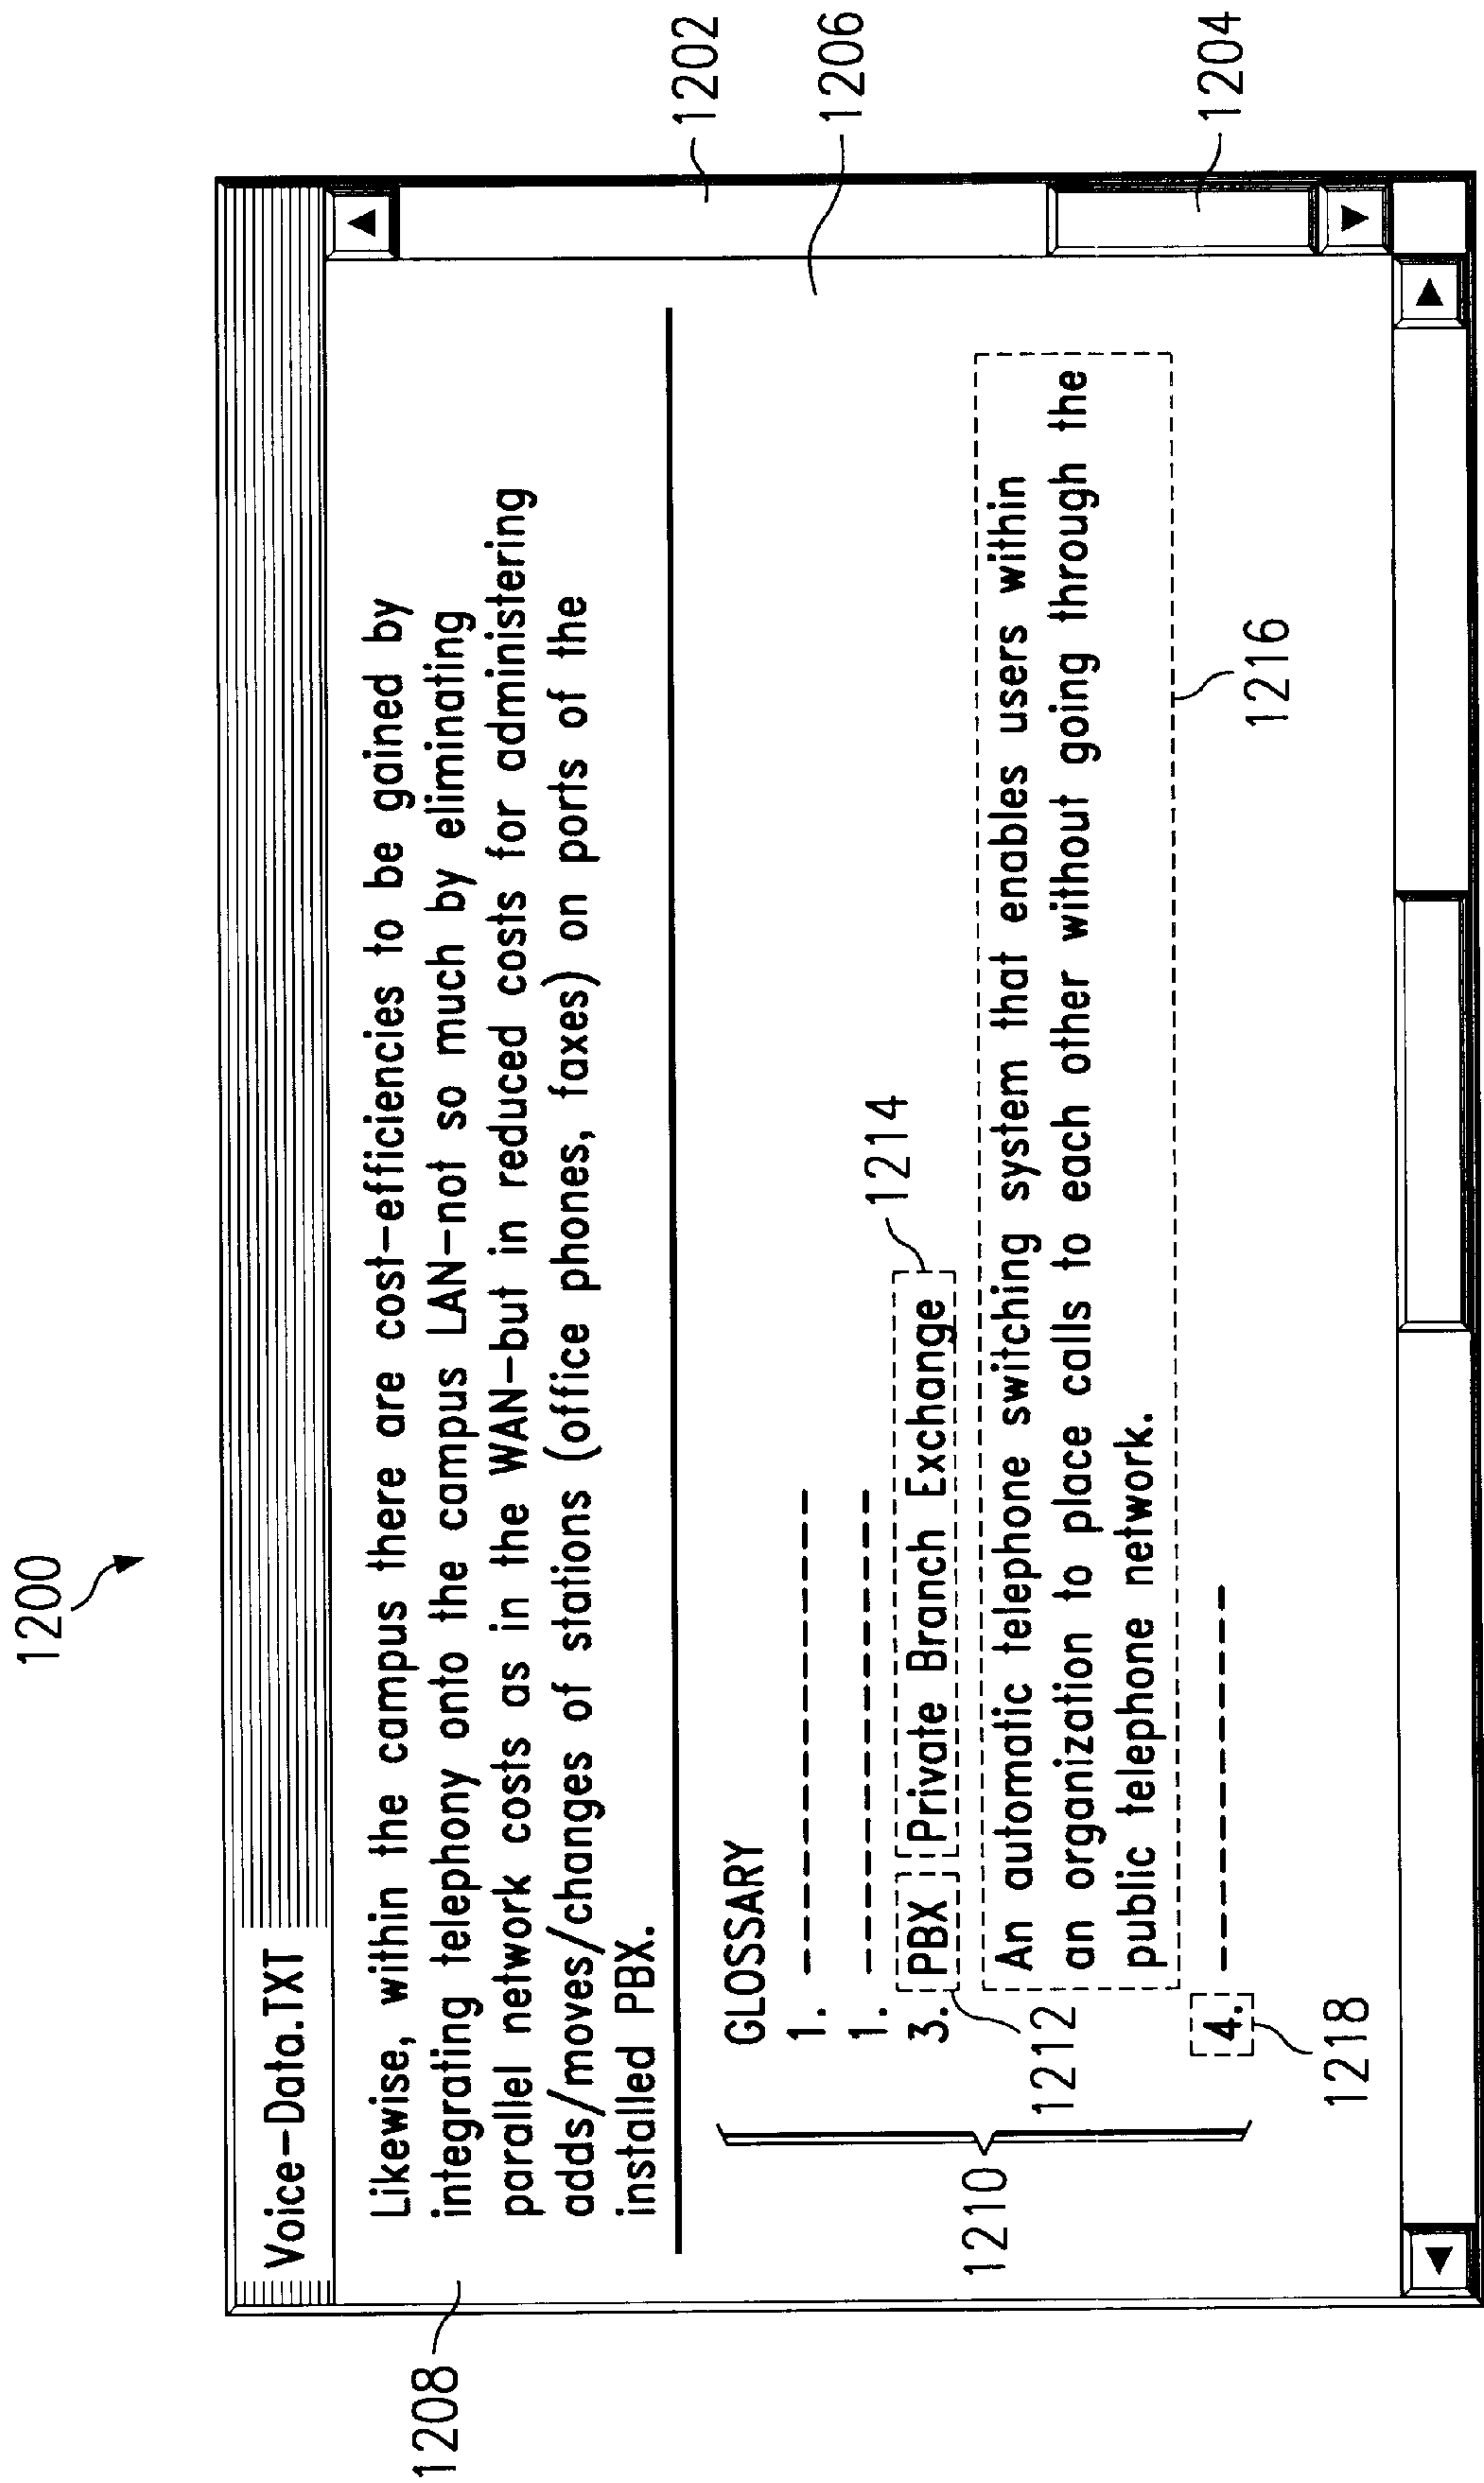 1200
Voice-Data.TXT
1202
1206
1204
1208
Likewise, within the campus there are cost-efficiencies to be gained by
integrating telephony onto the campus LAN-not so much by eliminating
parallel network costs as in the WAN-but in reduced costs for administering
adds/moves/changes of stations (office phones, faxes) on ports of the
installed PBX.
GLOSSARY
1.
1.
3. PBX Private Branch Exchange
1214
An automatic telephone switching system that enables users within
an organization to place calls to each other without going through the
public telephone network.
4.
1210
1212
1216
1218